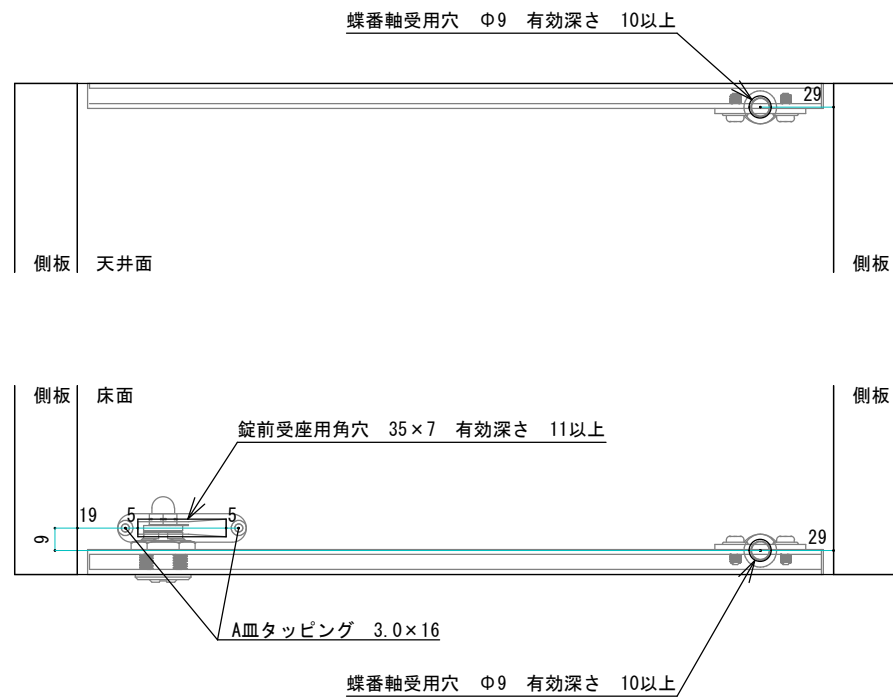 蝶番軸受用穴　Φ9　有効深さ　10以上
29
側板
天井面
側板
側板
床面
側板
錠前受座用角穴　35×7　有効深さ　11以上
19
5
5
9
29
A皿タッピング　3.0×16
蝶番軸受用穴　Φ9　有効深さ　10以上